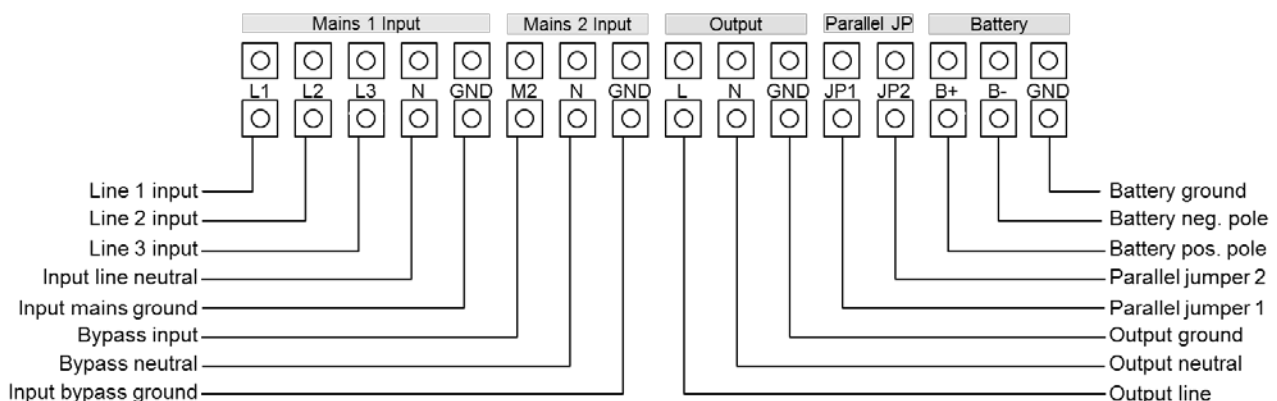 Mains 1 Input Mains 2 Input Output Parallel JP Battery
L1 L2 L3 N GND M2 N GND L N GND JP1 JP2 B+ B- GND
Line 1 input
Line 2 input
Line 3 input
Input line neutral
Input mains ground
Bypass input
Bypass neutral
Input bypass ground
Battery ground
Battery neg. pole
Battery pos. pole
Parallel jumper 2
Parallel jumper 1
Output ground
Output neutral
Output line